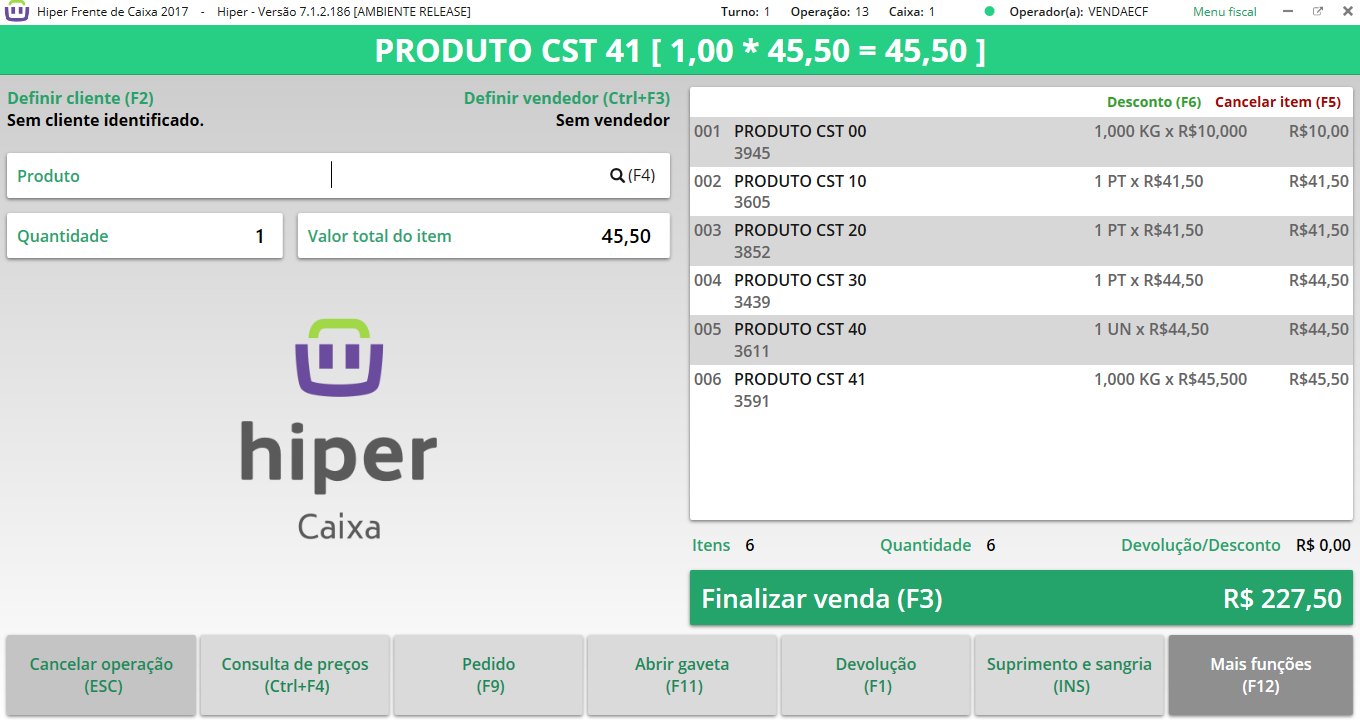 Hiper Frente de Caixa 2017 - Hiper - Versão 7.1.2.186 [AMBIENTE RELEASE] Turno: 1 Operação: 13 Caixa: 1 Operador(a): VENDAECF Menu fiscal
PRODUTO CST 41 [ 1,00 * 45,50 = 45,50 ]
Definir cliente (F2) Definir vendedor (Ctrl+F3)
Sem cliente identificado. Sem vendedor
Produto (F4)
Quantidade 1 Valor total do item 45,50
hiper
Caixa
Desconto (F6) Cancelar item (F5)
001 PRODUTO CST 00 1,000 KG x R$10,000 R$10,00
3945
002 PRODUTO CST 10 1 PT x R$41,50 R$41,50
3605
003 PRODUTO CST 20 1 PT x R$41,50 R$41,50
3852
004 PRODUTO CST 30 1 PT x R$44,50 R$44,50
3439
005 PRODUTO CST 40 1 UN x R$44,50 R$44,50
3611
006 PRODUTO CST 41 1,000 KG x R$45,500 R$45,50
3591
Itens 6 Quantidade 6 Devolução/Desconto R$ 0,00
Finalizar venda (F3) R$ 227,50
Cancelar operação
(ESC)
Consulta de preços
(Ctrl+F4)
Pedido
(F9)
Abrir gaveta
(F11)
Devolução
(F1)
Suprimento e sangria
(INS)
Mais funções
(F12)